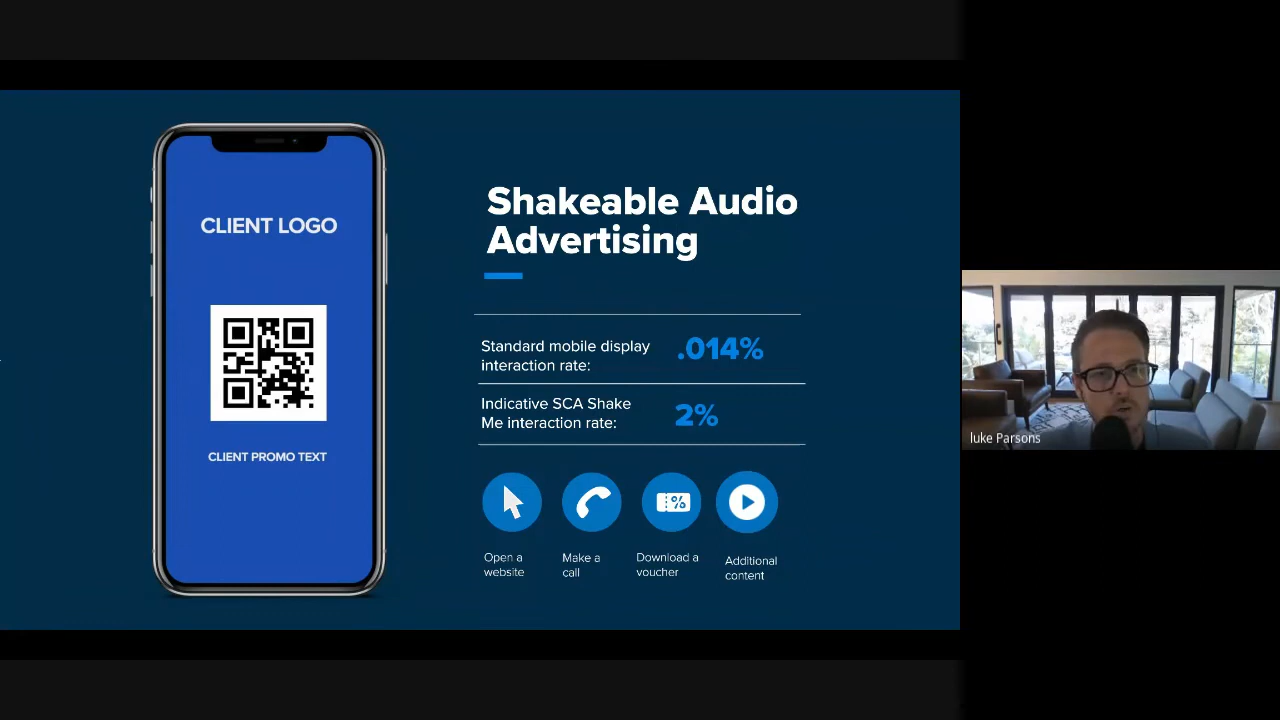 CLIENT LOGO
CLIENT PROMO TEXT
Shakeable Audio
Advertising
Standard mobile display
interaction rate:
.014%
Indicative SCA Shake
Me interaction rate:
2%
%
Open a
website
Make a
call
Download a
voucher
Additional
content
luke Parsons